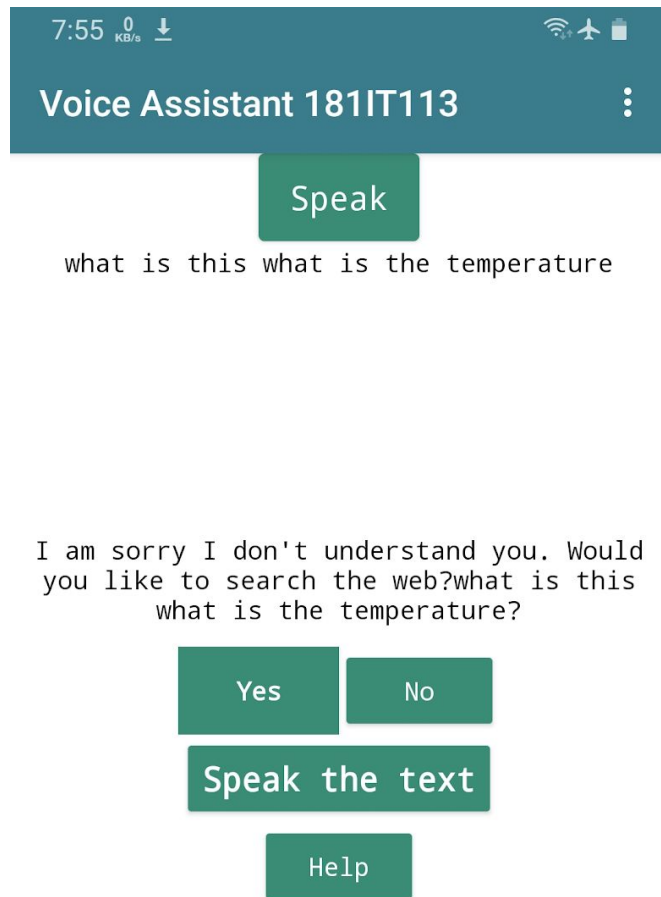 7:55 0 KB/s
Voice Assistant 181IT113
Speak
what is this what is the temperature
I am sorry I don't understand you. Would
you like to search the web?what is this
what is the temperature?
Yes No
Speak the text
Help